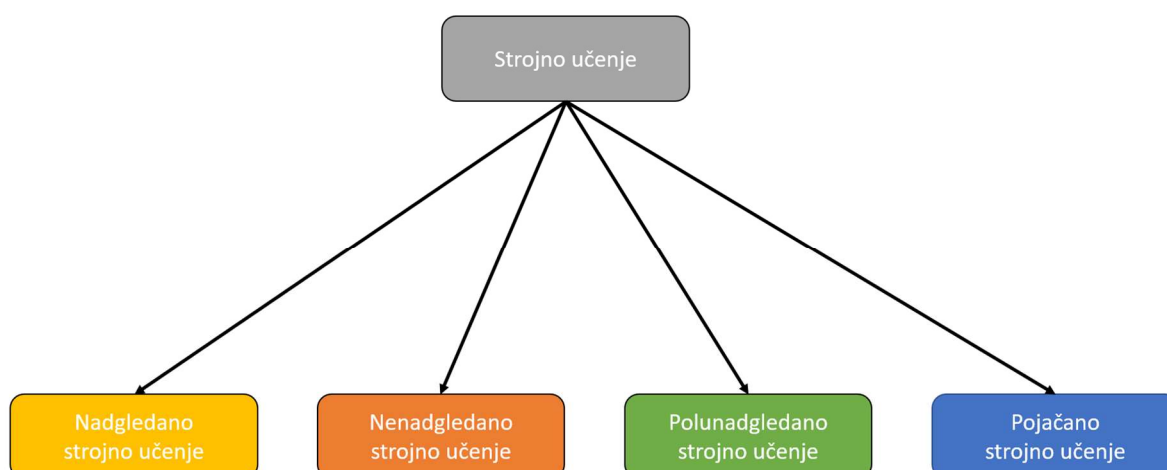 Strojno učenje
Nadgledano
strojno učenje
Nenadgledano
strojno učenje
Polunadgledano
strojno učenje
Pojačano
strojno učenje